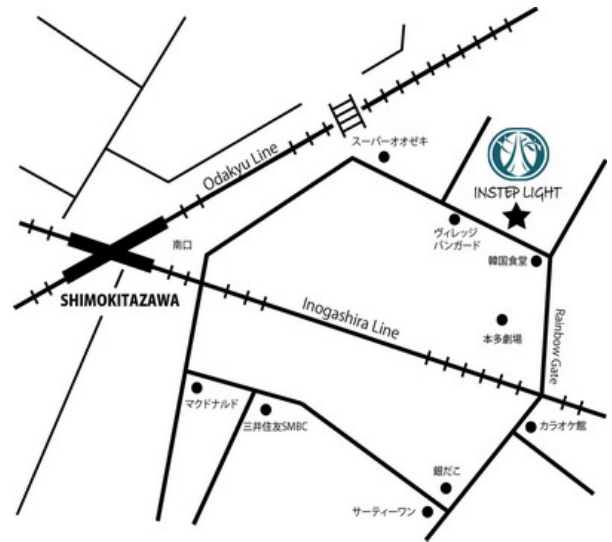 スーパーオオゼキ
Odakyu Line
INSTEP LIGHT
ヴィレッジ
バンガード
南口
韓国食堂
SHIMOKITAZAWA
Inogashira Line
本多劇場
Rainbow Gate
マクドナルド
三井住友SMBC
カラオケ館
銀だこ
サーティーワン